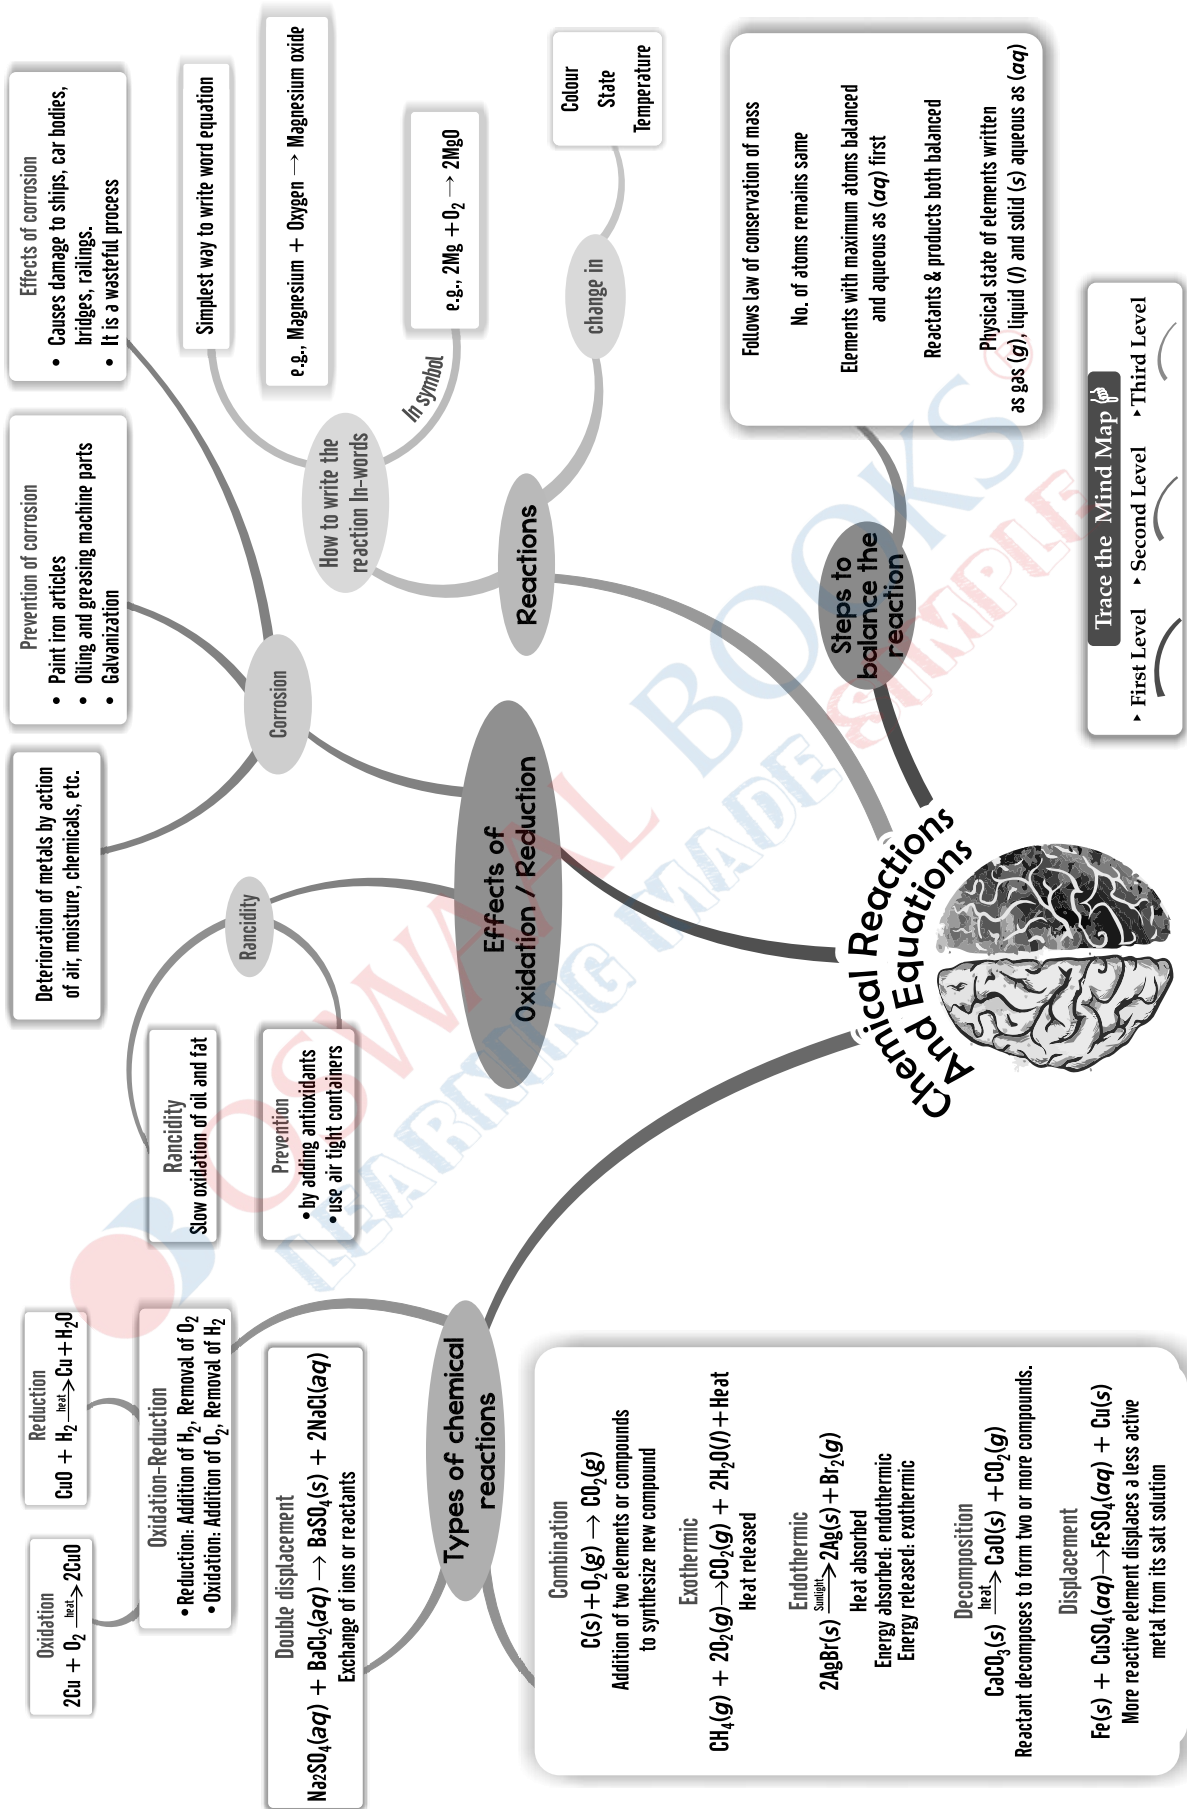 Chemical Reactions
And Equations
Types of chemical
reactions
Oxidation
2Cu + O2 —heat→ 2CuO
Reduction
CuO + H2 —heat→ Cu + H2O
Oxidation-Reduction
• Reduction: Addition of H2, Removal of O2
• Oxidation: Addition of O2, Removal of H2
Double displacement
Na2SO4(aq) + BaCl2(aq) → BaSO4(s) + 2NaCl(aq)
Exchange of ions or reactants
Combination
C(s) + O2(g) → CO2(g)
Addition of two elements or compounds
to synthesize new compound
Exothermic
CH4(g) + 2O2(g) → CO2(g) + 2H2O(l) + Heat
Heat released
Endothermic
2AgBr(s) —Sunlight→ 2Ag(s) + Br2(g)
Heat absorbed
Energy absorbed: endothermic
Energy released: exothermic
Decomposition
CaCO3(s) —heat→ CaO(s) + CO2(g)
Reactant decomposes to form two or more compounds.
Displacement
Fe(s) + CuSO4(aq) → FeSO4(aq) + Cu(s)
More reactive element displaces a less active
metal from its salt solution
Effects of
Oxidation / Reduction
Rancidity
Rancidity
Slow oxidation of oil and fat
Prevention
• by adding antioxidants
• use air tight containers
Corrosion
Deterioration of metals by action
of air, moisture, chemicals, etc.
Prevention of corrosion
• Paint iron articles
• Oiling and greasing machine parts
• Galvanization
Effects of corrosion
• Causes damage to ships, car bodies,
bridges, railings.
• It is a wasteful process
Reactions
How to write the
reaction In-words
Simplest way to write word equation
e.g., Magnesium + Oxygen → Magnesium oxide
In symbol
e.g., 2Mg + O2 → 2MgO
change in
Colour
State
Temperature
Steps to
balance the
reaction
Follows law of conservation of mass
No. of atoms remains same
Elements with maximum atoms balanced
and aqueous as (aq) first
Reactants & products both balanced
Physical state of elements written
as gas (g), liquid (l) and solid (s) aqueous as (aq)
Trace the Mind Map
▸ First Level ▸ Second Level ▸ Third Level
OSWAAL BOOKS®
LEARNING MADE SIMPLE